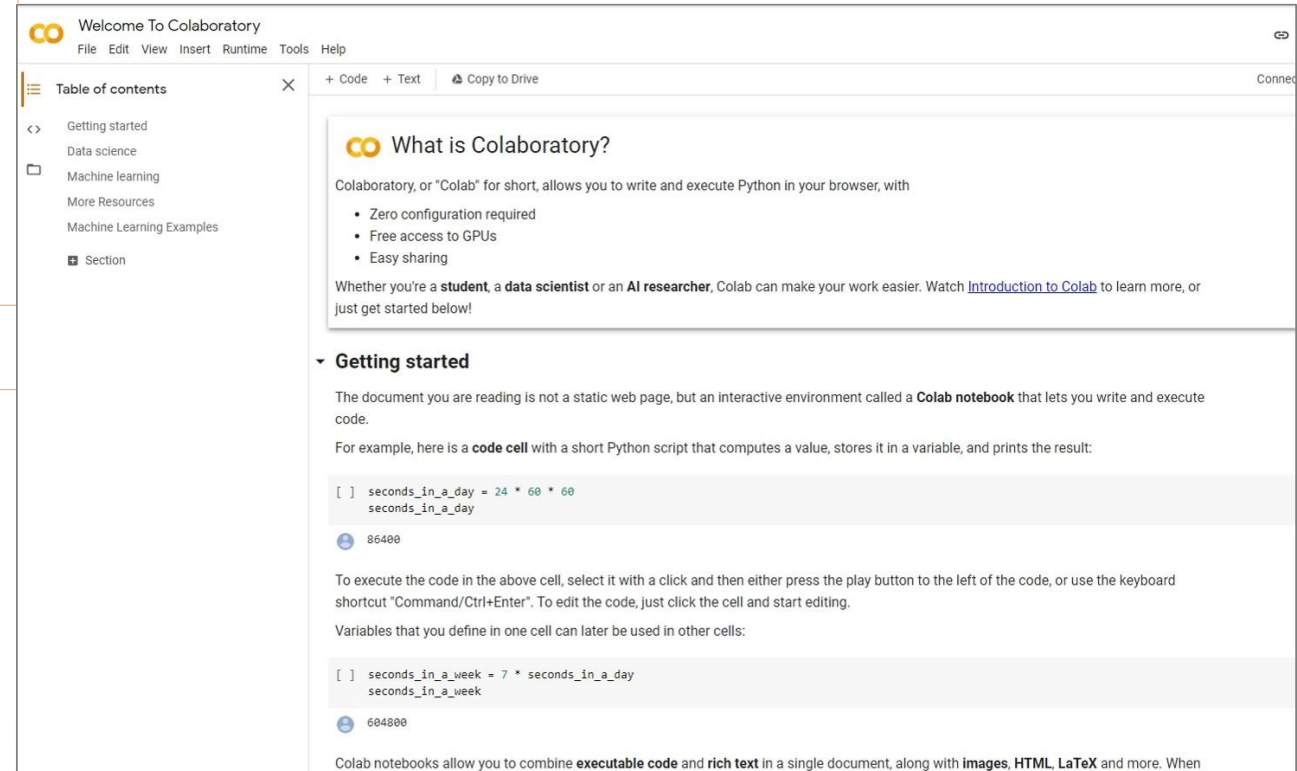 Welcome To Colaboratory
File Edit View Insert Runtime Tools Help
Table of contents
Getting started
Data science
Machine learning
More Resources
Machine Learning Examples
Section
+ Code + Text Copy to Drive
Connec
What is Colaboratory?
Colaboratory, or "Colab" for short, allows you to write and execute Python in your browser, with
• Zero configuration required
• Free access to GPUs
• Easy sharing
Whether you're a student, a data scientist or an AI researcher, Colab can make your work easier. Watch Introduction to Colab to learn more, or
just get started below!
Getting started
The document you are reading is not a static web page, but an interactive environment called a Colab notebook that lets you write and execute
code.
For example, here is a code cell with a short Python script that computes a value, stores it in a variable, and prints the result:
[ ] seconds_in_a_day = 24 * 60 * 60
seconds_in_a_day
86400
To execute the code in the above cell, select it with a click and then either press the play button to the left of the code, or use the keyboard
shortcut "Command/Ctrl+Enter". To edit the code, just click the cell and start editing.
Variables that you define in one cell can later be used in other cells:
[ ] seconds_in_a_week = 7 * seconds_in_a_day
seconds_in_a_week
604800
Colab notebooks allow you to combine executable code and rich text in a single document, along with images, HTML, LaTeX and more. When